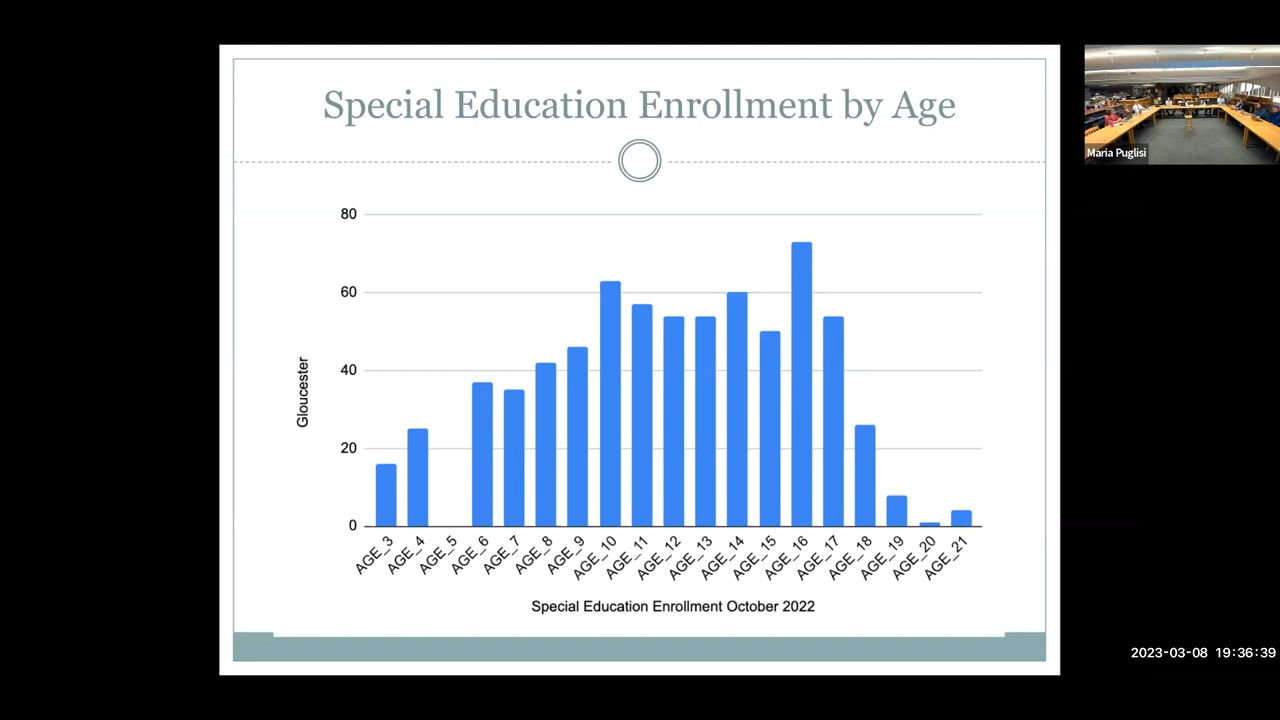 Special Education Enrollment by Age
Maria Puglisi
80
60
40
20
0
Gloucester
AGE_3
AGE_4
AGE_5
AGE_6
AGE_7
AGE_8
AGE_9
AGE_10
AGE_11
AGE_12
AGE_13
AGE_14
AGE_15
AGE_16
AGE_17
AGE_18
AGE_19
AGE_20
AGE_21
Special Education Enrollment October 2022
2023-03-08 19:36:39